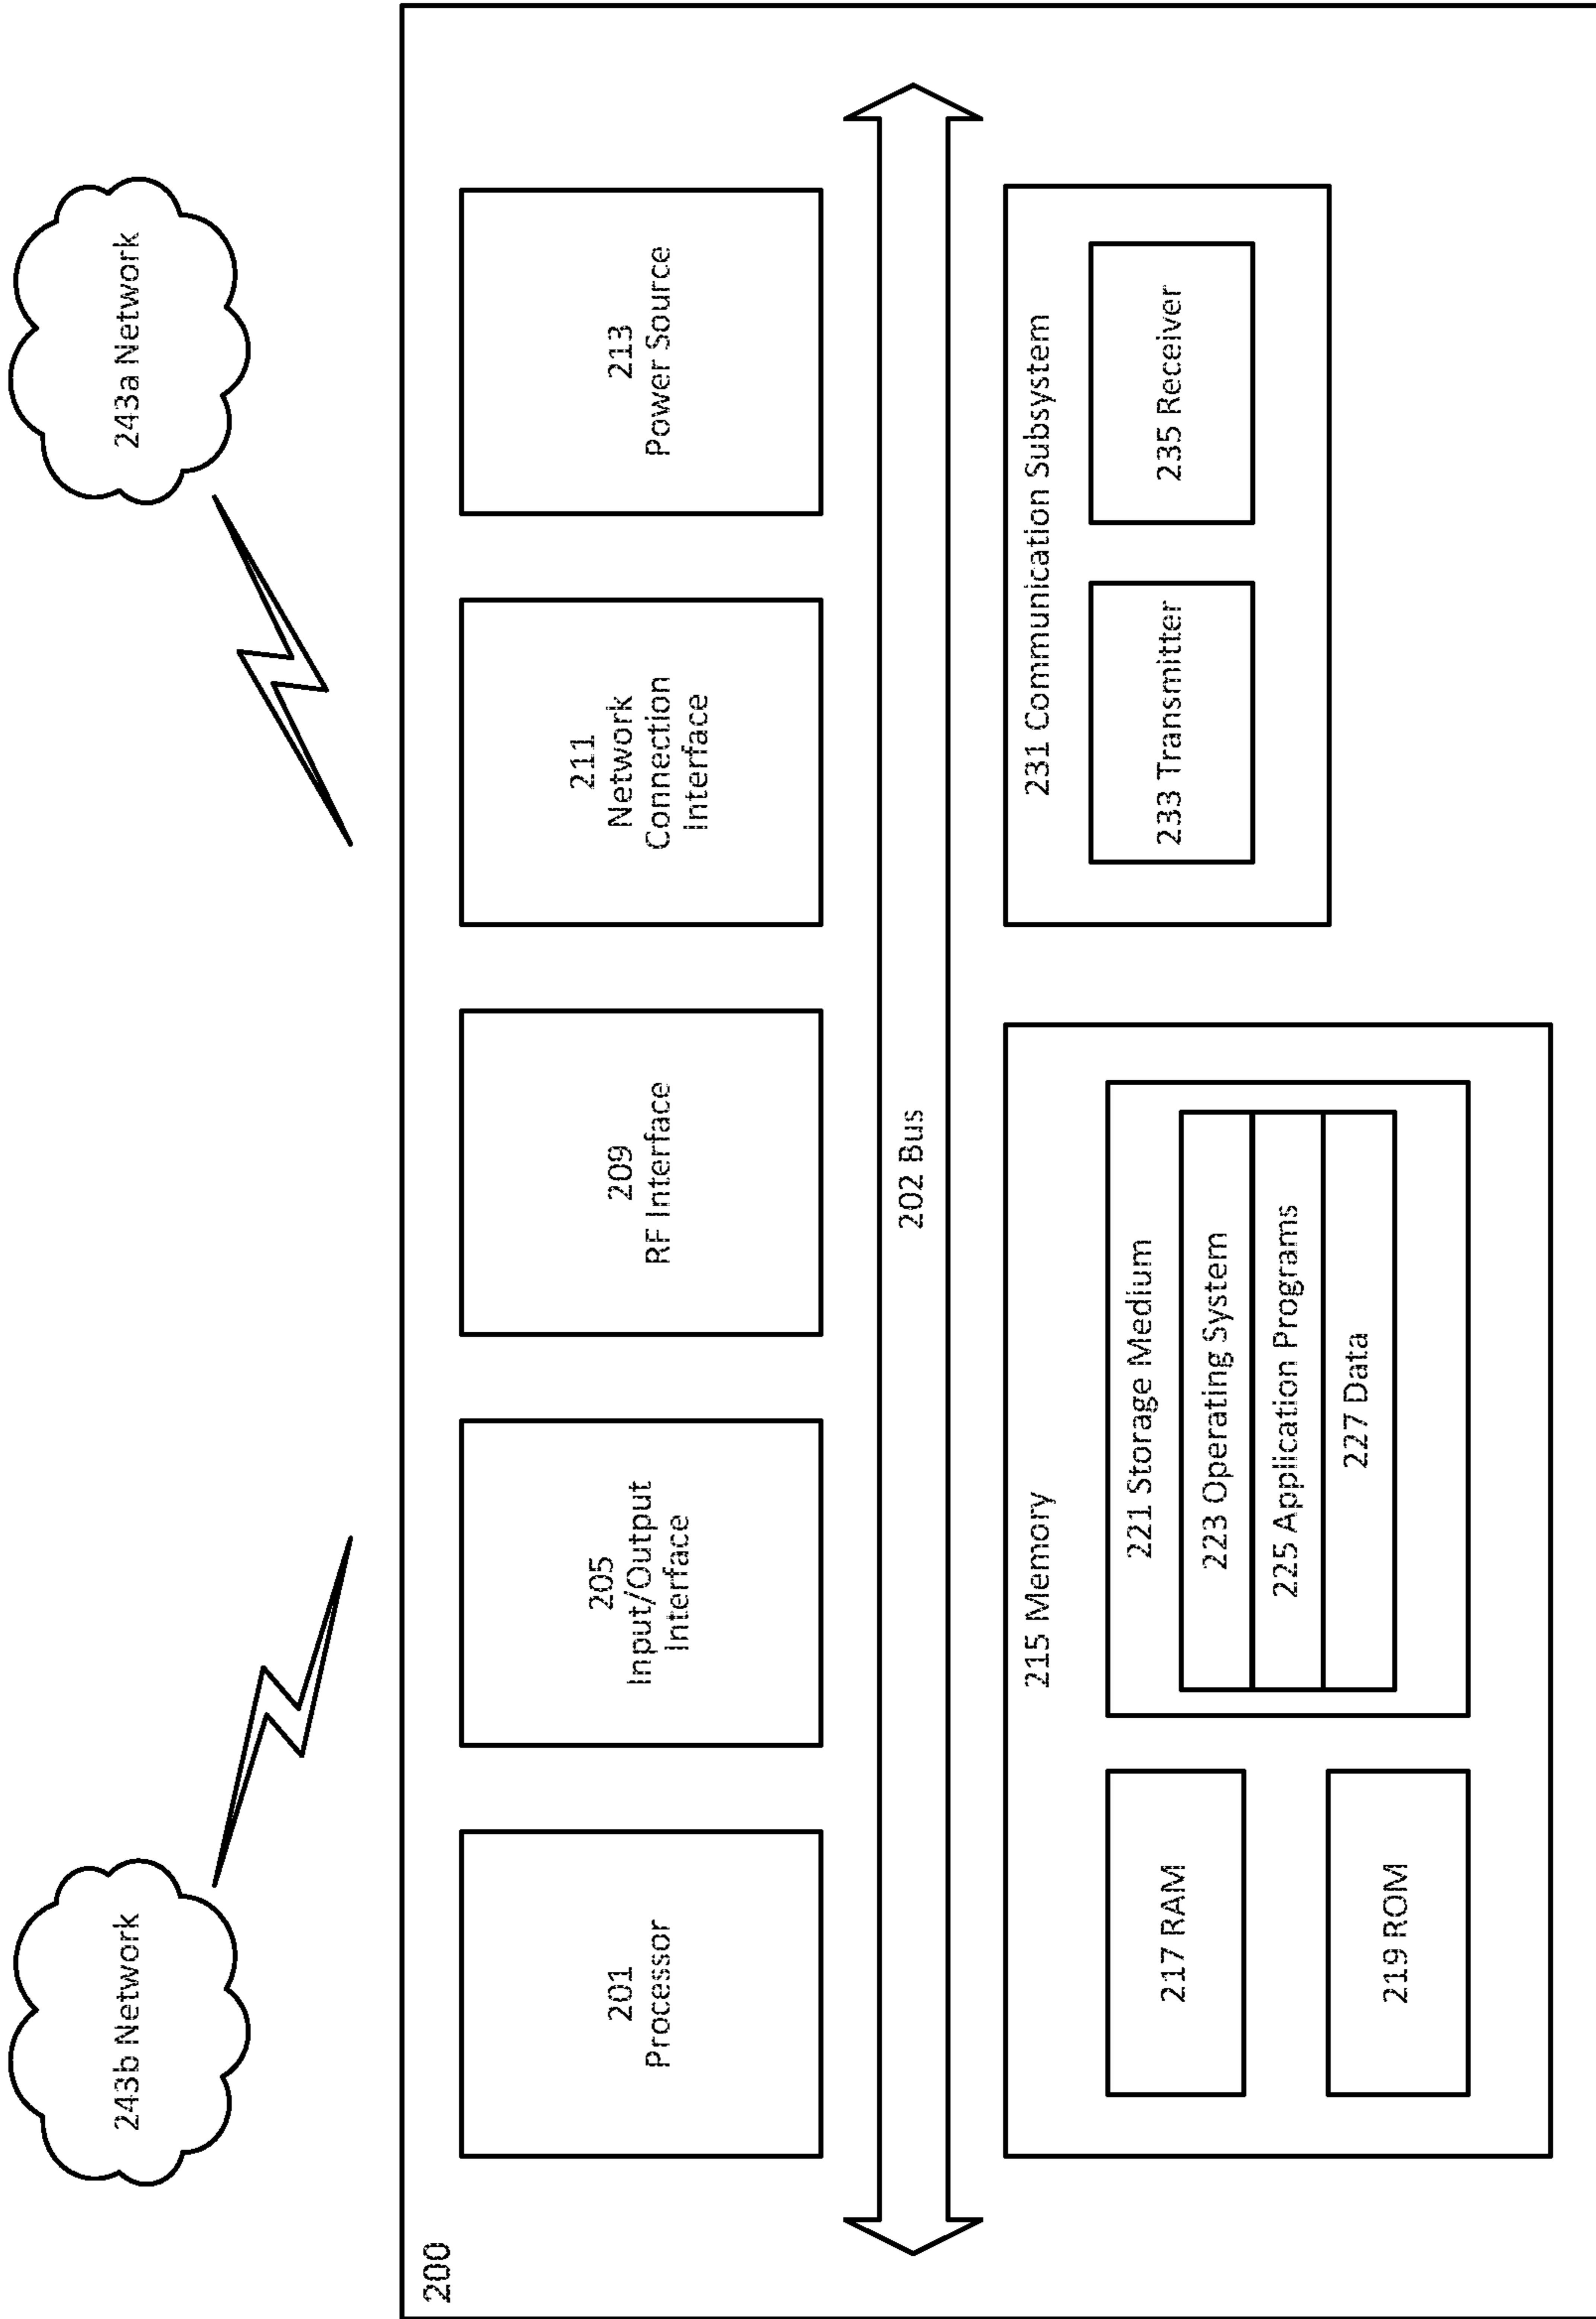 243b Network
243a Network
200
201
Processor
205
Input/Output
Interface
209
RF Interface
211
Network
Connection
Interface
213
Power Source
202 Bus
215 Memory
217 RAM
219 ROM
221 Storage Medium
223 Operating System
225 Application Programs
227 Data
231 Communication Subsystem
233 Transmitter
235 Receiver